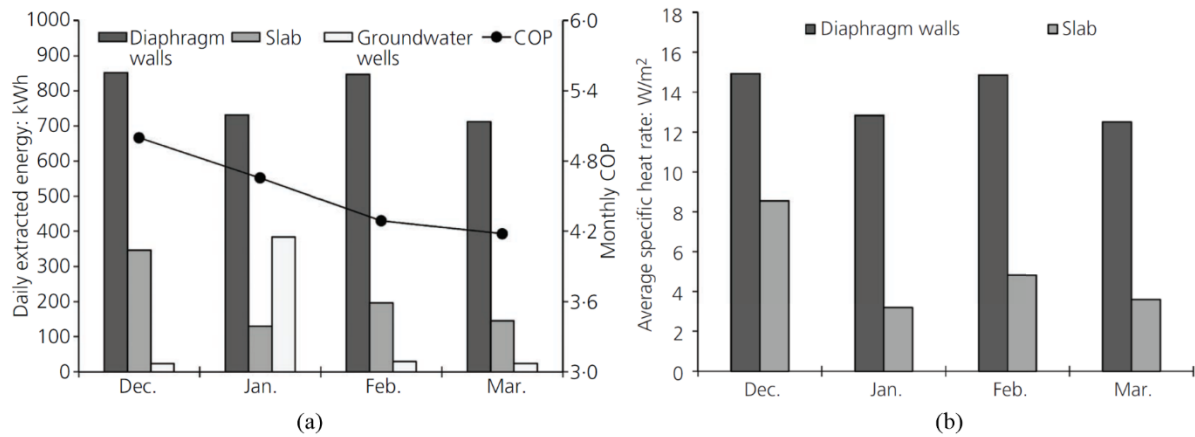 Daily extracted energy: kWh
1000
900
800
700
600
500
400
300
200
100
0
Diaphragm walls
Slab
Groundwater wells
COP
6·0
5·4
4·8
4·2
3·6
3·0
Monthly COP
Dec.
Jan.
Feb.
Mar.
(a)
Average specific heat rate: W/m²
18
16
14
12
10
8
6
4
2
0
Diaphragm walls
Slab
Dec.
Jan.
Feb.
Mar.
(b)